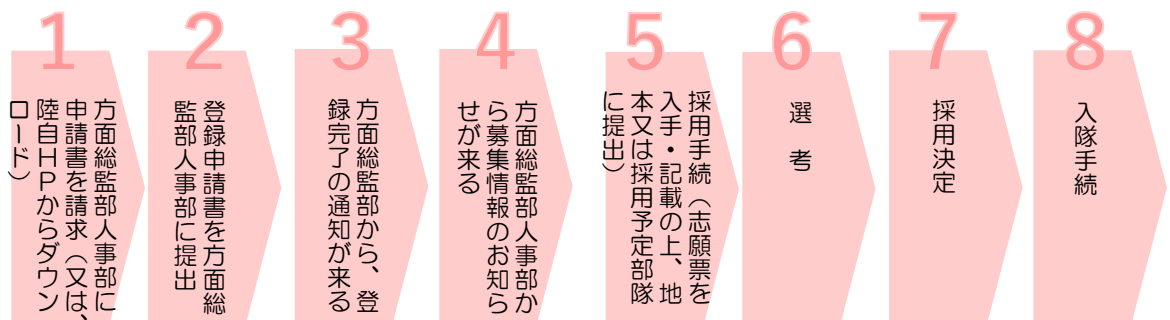 1
方面総監部人事部に
申請書を請求（又は、
陸自HPからダウン
ロード）
2
登録申請書を方面総
監部人事部に提出
3
方面総監部から、登
録完了の通知が来る
4
方面総監部人事部か
ら募集情報のお知ら
せが来る
5
採用手続（志願票を
入手・記載の上、地
本又は採用予定部隊
に提出）
6
選考
7
採用決定
8
入隊手続